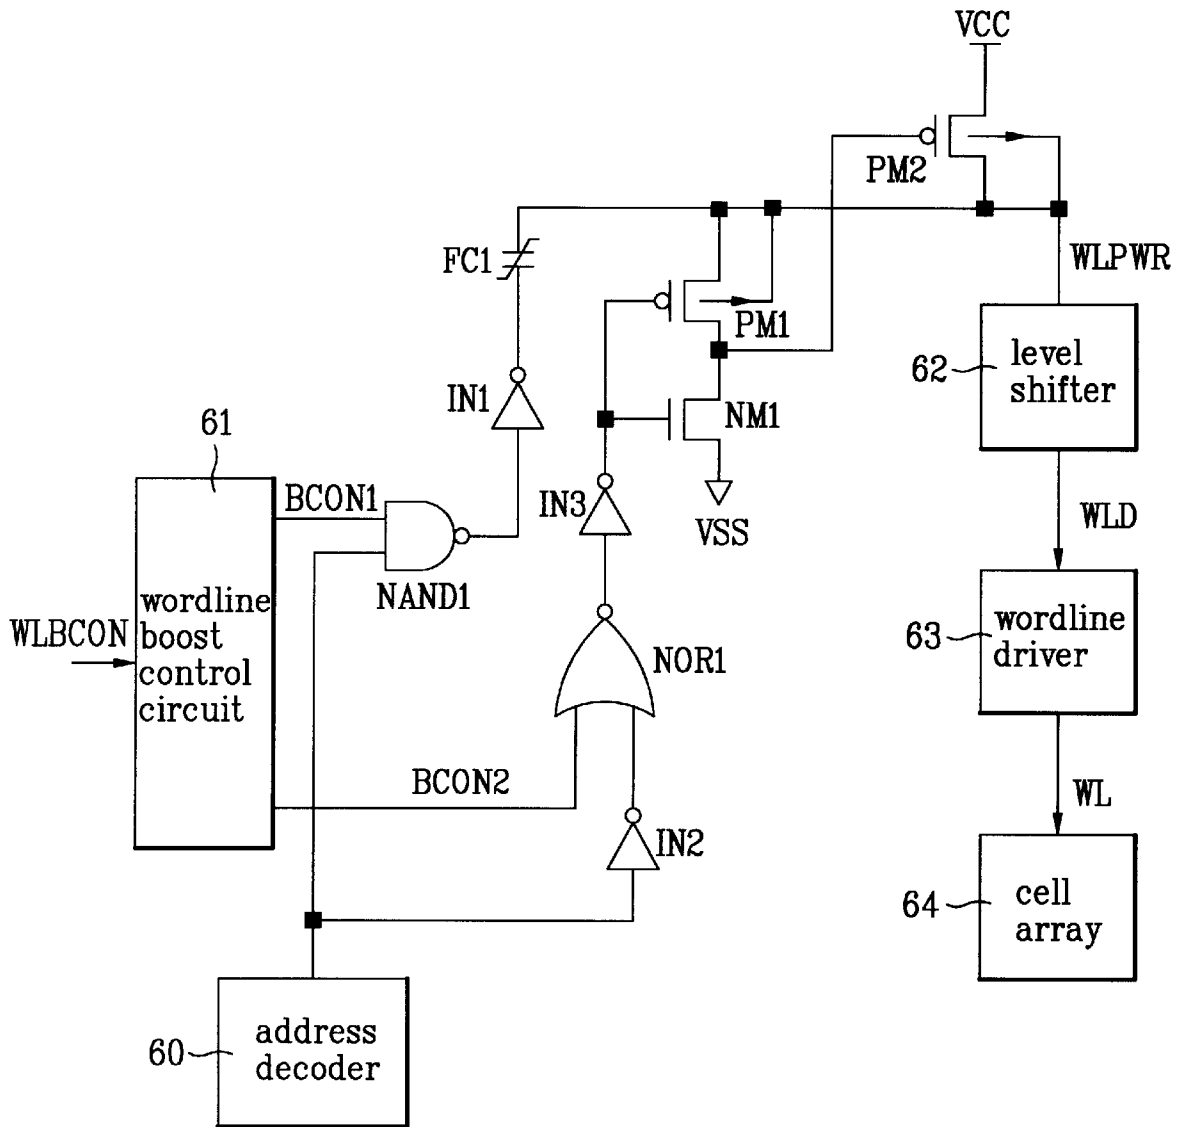 VCC
PM2
FC1
WLPWR
PM1
62
level
shifter
IN1
NM1
61
BCON1
IN3
VSS
WLD
NAND1
wordline
boost
control
circuit
WLBCON
NOR1
63
wordline
driver
BCON2
WL
IN2
64
cell
array
60
address
decoder